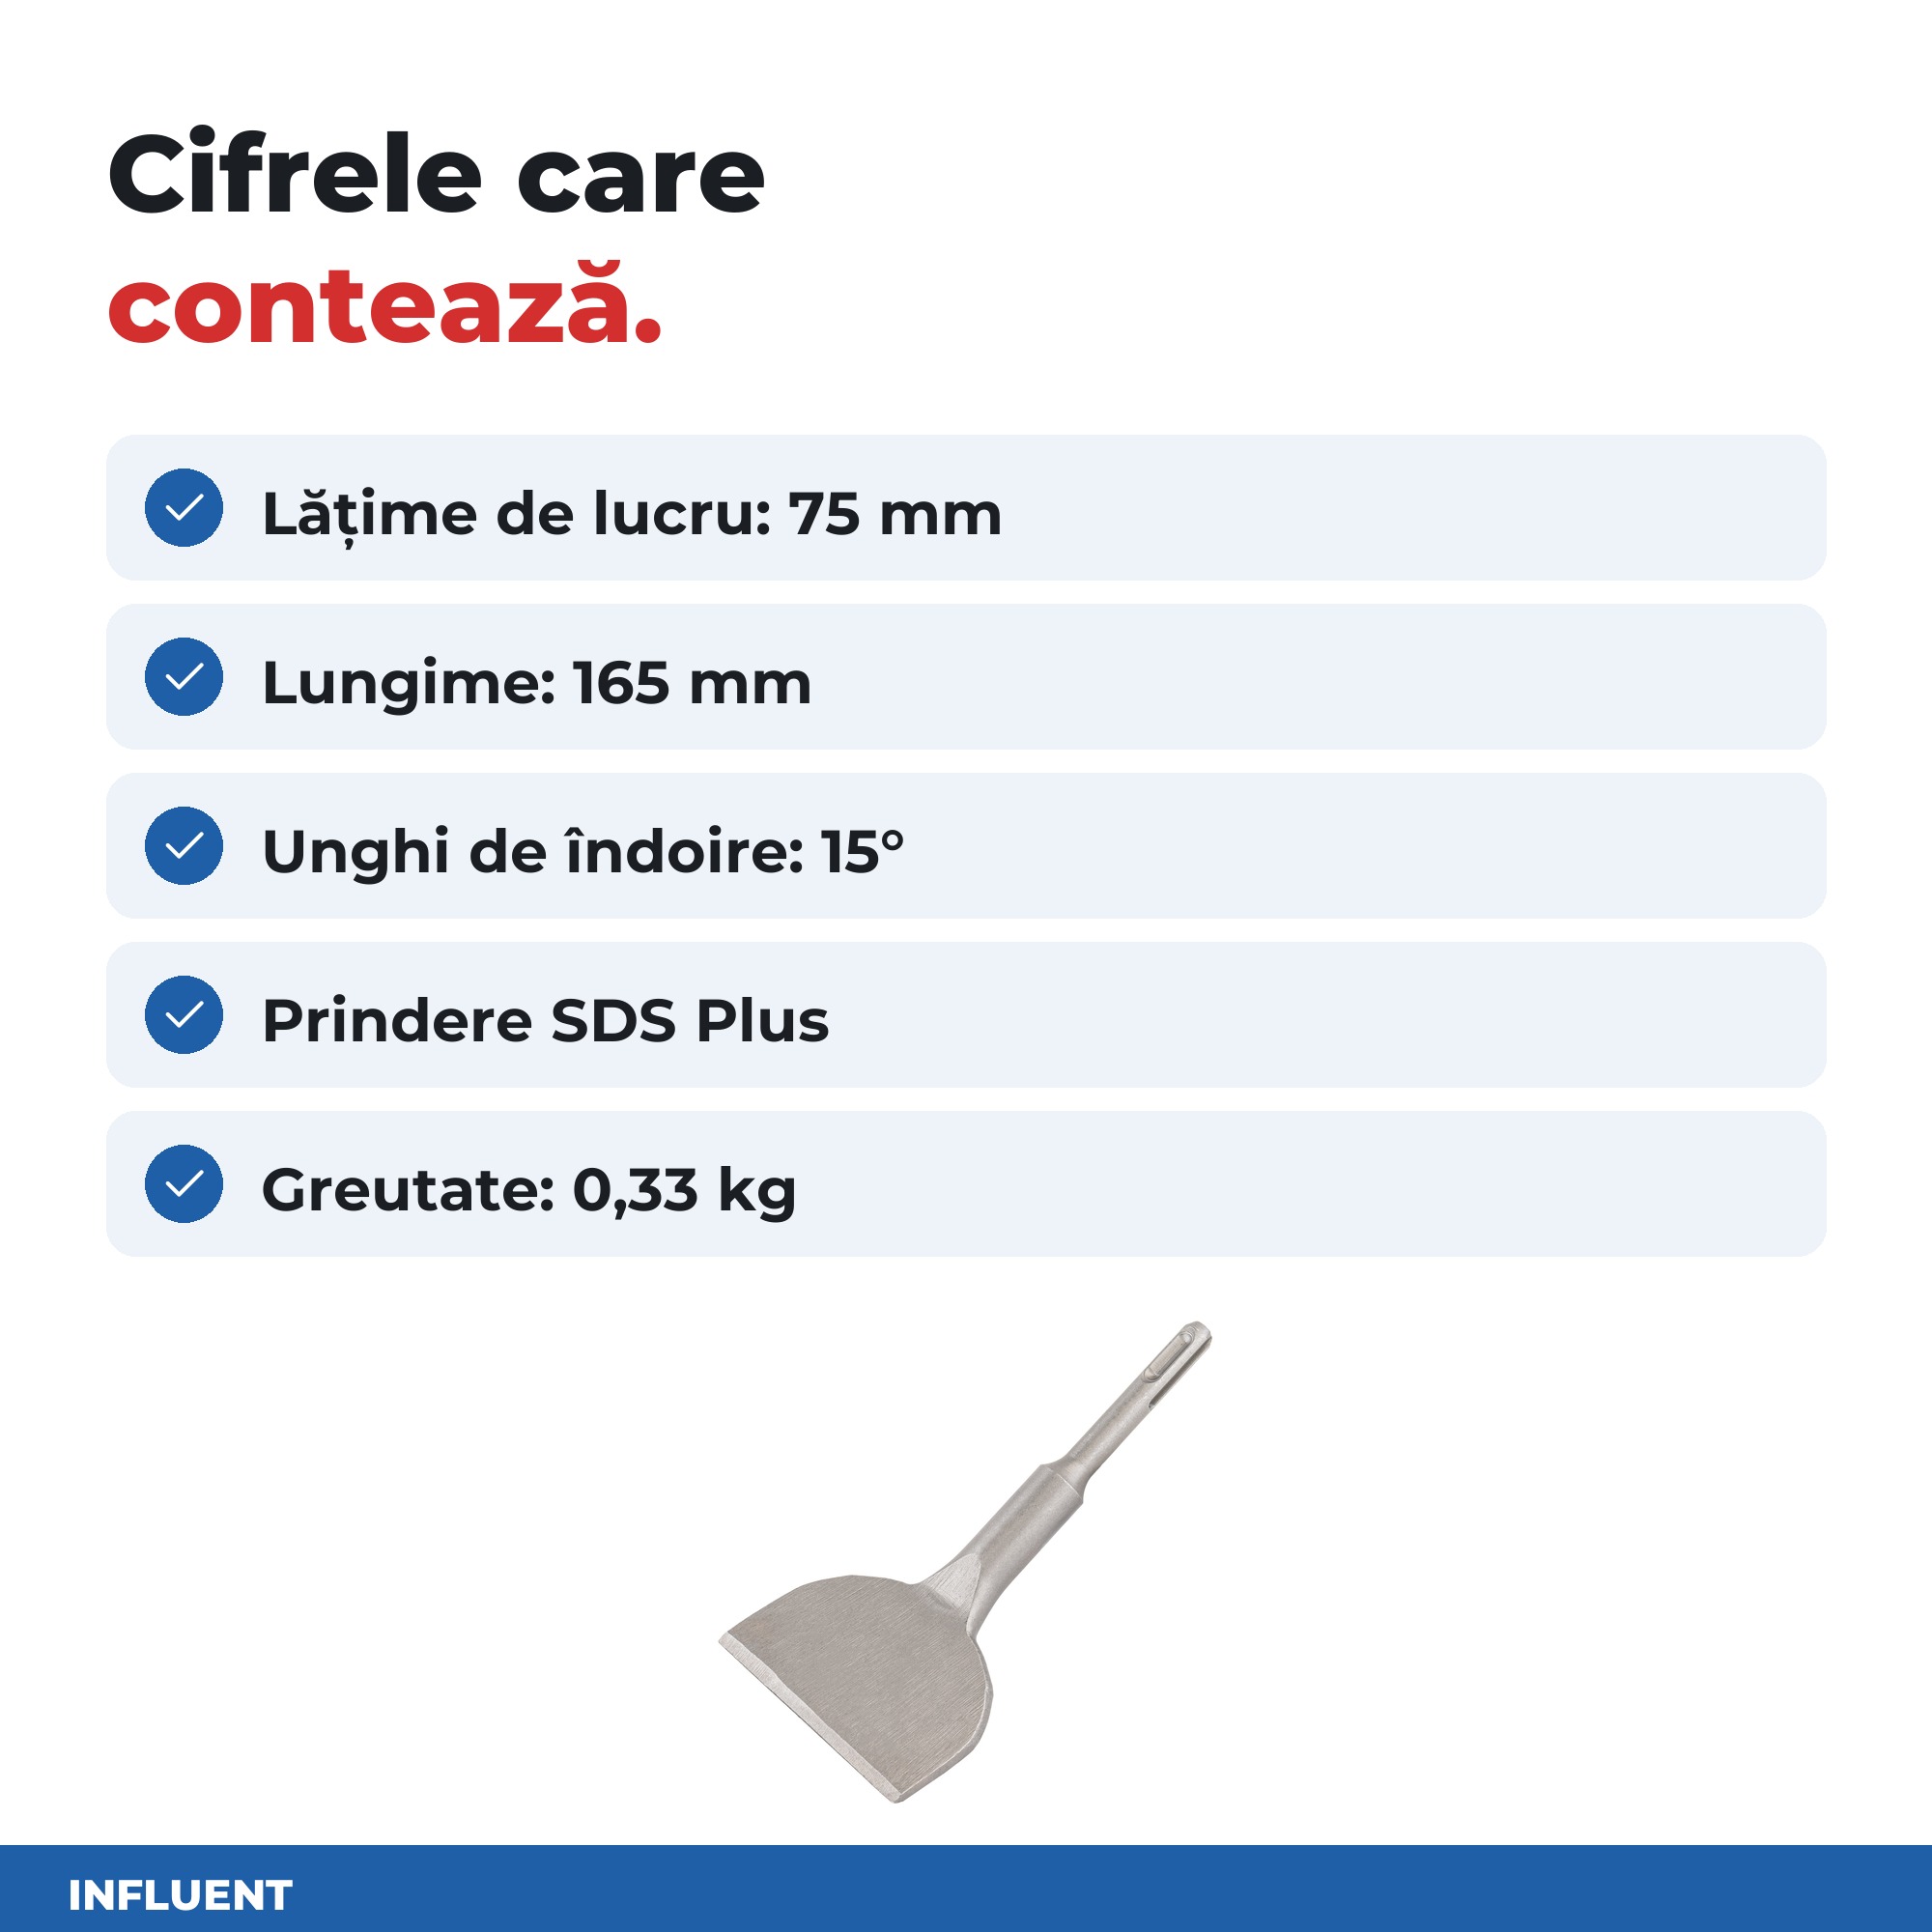 Cifrele care
contează.
Lățime de lucru: 75 mm
Lungime: 165 mm
Unghi de îndoire: 15°
Prindere SDS Plus
Greutate: 0,33 kg
INFLUENT